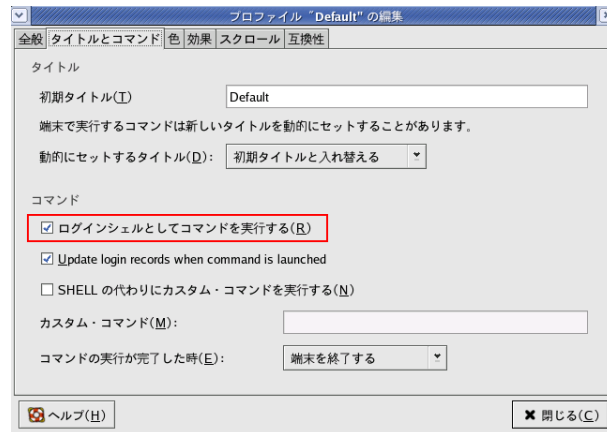 プロファイル "Default" の編集
全般 タイトルとコマンド 色 効果 スクロール 互換性
タイトル
初期タイトル(T) Default
端末で実行するコマンドは新しいタイトルを動的にセットすることがあります。
動的にセットするタイトル(D): 初期タイトルと入れ替える
コマンド
ログインシェルとしてコマンドを実行する(R)
Update login records when command is launched
SHELL の代わりにカスタム・コマンドを実行する(N)
カスタム・コマンド(M):
コマンドの実行が完了した時(E): 端末を終了する
ヘルプ(H) 閉じる(C)